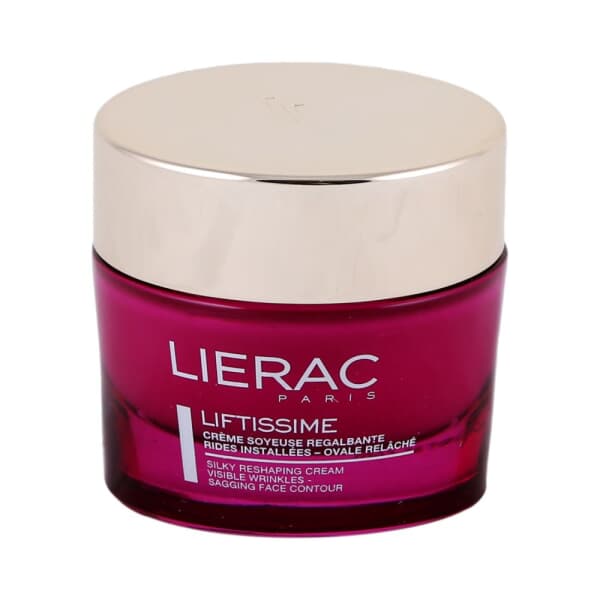 LIERAC
PARIS
LIFTISSIME
CRÈME SOYEUSE REGALBANTE
RIDES INSTALLÉES – OVALE RELÂCHÉ
SILKY RESHAPING CREAM
VISIBLE WRINKLES -
SAGGING FACE CONTOUR